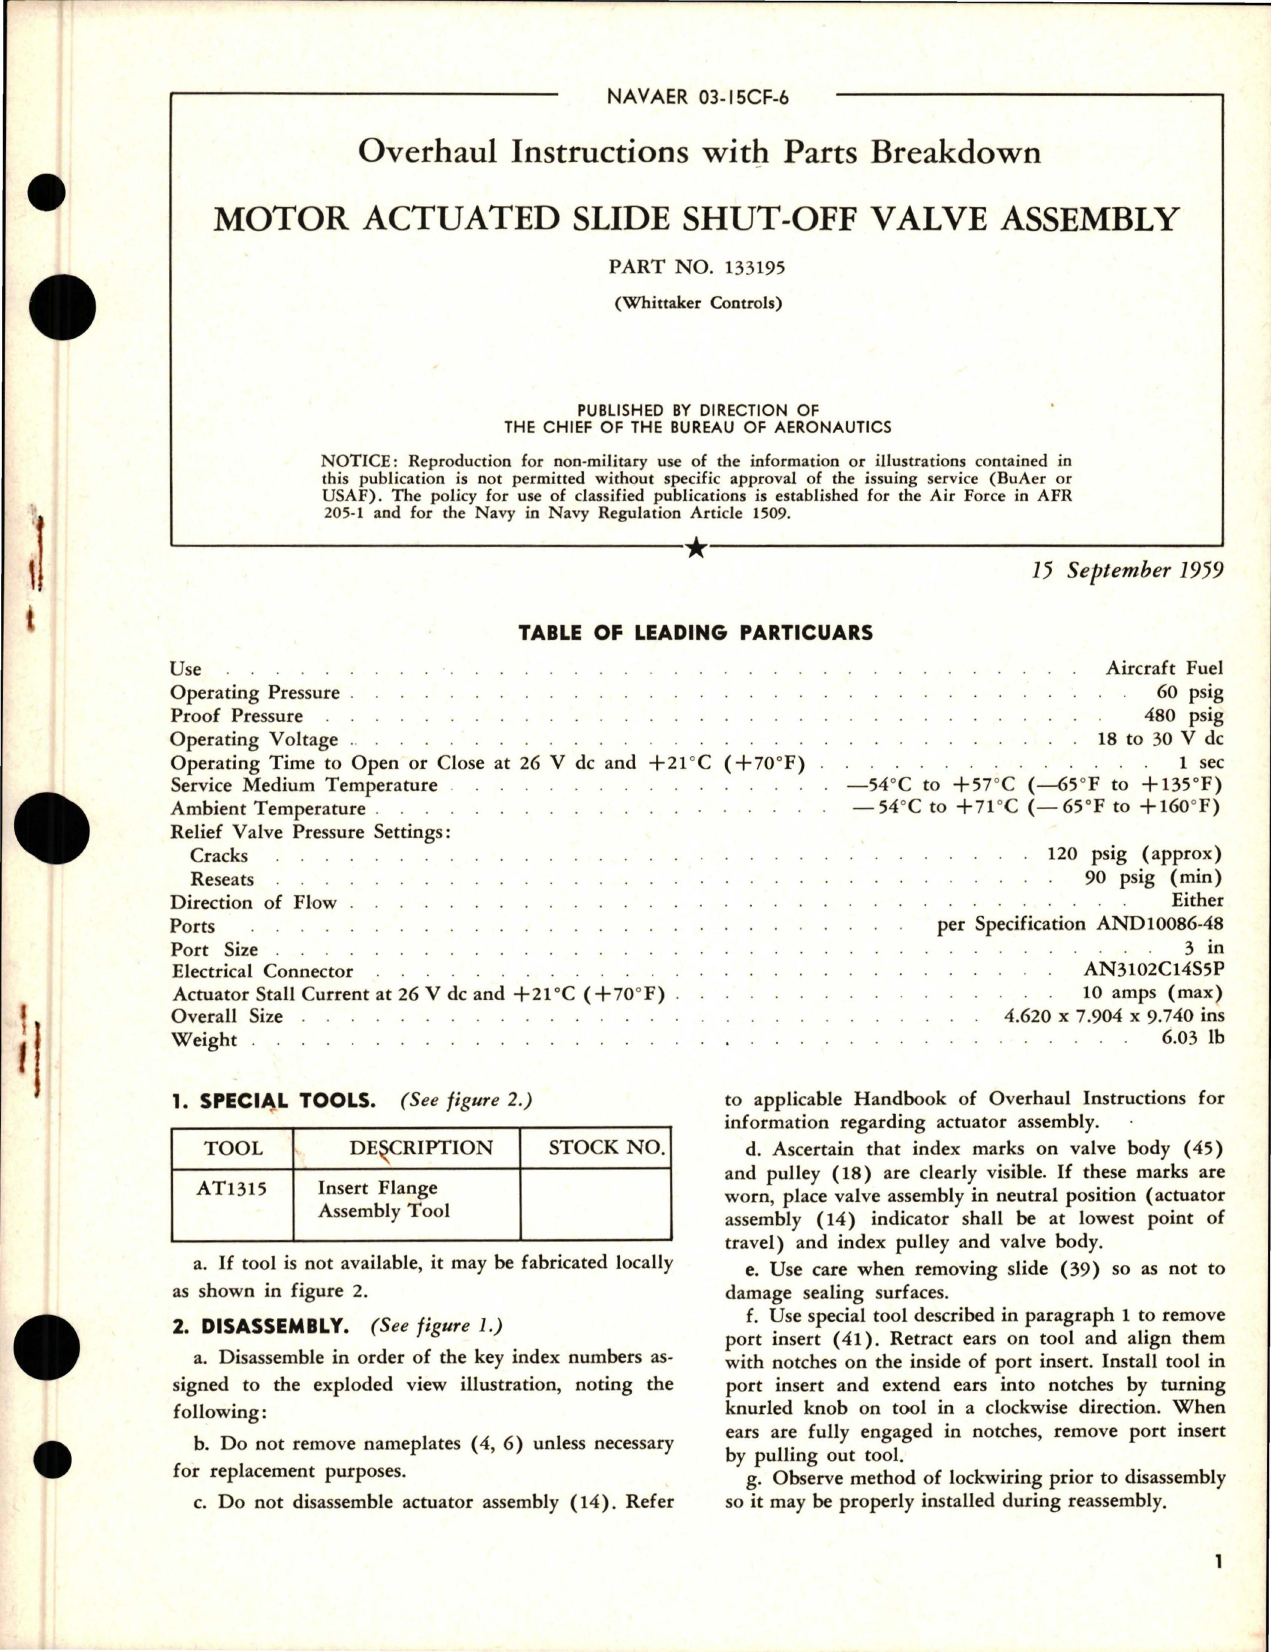 NAVAER 03-15CF-6
Overhaul Instructions with Parts Breakdown
MOTOR ACTUATED SLIDE SHUT-OFF VALVE ASSEMBLY
PART NO. 133195
(Whittaker Controls)
PUBLISHED BY DIRECTION OF
THE CHIEF OF THE BUREAU OF AERONAUTICS
NOTICE: Reproduction for non-military use of the information or illustrations contained in
this publication is not permitted without specific approval of the issuing service (BuAer or
USAF). The policy for use of classified publications is established for the Air Force in AFR
205-1 and for the Navy in Navy Regulation Article 1509.
15 September 1959
TABLE OF LEADING PARTICUARS
Use . . . . . Aircraft Fuel
Operating Pressure . . . . . 60 psig
Proof Pressure . . . . . 480 psig
Operating Voltage . . . . . 18 to 30 V dc
Operating Time to Open or Close at 26 V dc and +21°C (+70°F) . . . . . 1 sec
Service Medium Temperature . . . . . —54°C to +57°C (—65°F to +135°F)
Ambient Temperature . . . . . —54°C to +71°C (—65°F to +160°F)
Relief Valve Pressure Settings:
Cracks . . . . . 120 psig (approx)
Reseats . . . . . 90 psig (min)
Direction of Flow . . . . . Either
Ports . . . . . per Specification AND10086-48
Port Size . . . . . 3 in
Electrical Connector . . . . . AN3102C14S5P
Actuator Stall Current at 26 V dc and +21°C (+70°F) . . . . . 10 amps (max)
Overall Size . . . . . 4.620 x 7.904 x 9.740 ins
Weight . . . . . 6.03 lb
1. SPECIAL TOOLS. (See figure 2.)
TOOL DESCRIPTION STOCK NO.
AT1315 Insert Flange
Assembly Tool
a. If tool is not available, it may be fabricated locally
as shown in figure 2.
2. DISASSEMBLY. (See figure 1.)
a. Disassemble in order of the key index numbers as-
signed to the exploded view illustration, noting the
following:
b. Do not remove nameplates (4, 6) unless necessary
for replacement purposes.
c. Do not disassemble actuator assembly (14). Refer
to applicable Handbook of Overhaul Instructions for
information regarding actuator assembly.
d. Ascertain that index marks on valve body (45)
and pulley (18) are clearly visible. If these marks are
worn, place valve assembly in neutral position (actuator
assembly (14) indicator shall be at lowest point of
travel) and index pulley and valve body.
e. Use care when removing slide (39) so as not to
damage sealing surfaces.
f. Use special tool described in paragraph 1 to remove
port insert (41). Retract ears on tool and align them
with notches on the inside of port insert. Install tool in
port insert and extend ears into notches by turning
knurled knob on tool in a clockwise direction. When
ears are fully engaged in notches, remove port insert
by pulling out tool.
g. Observe method of lockwiring prior to disassembly
so it may be properly installed during reassembly.
1